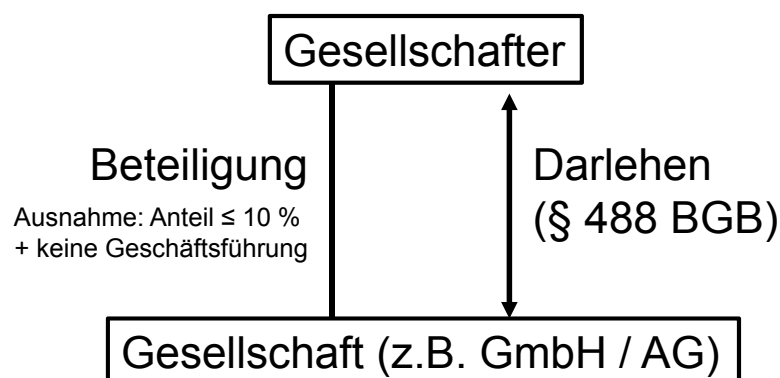 Gesellschafter
Beteiligung
Ausnahme: Anteil ≤ 10 %
+ keine Geschäftsführung
Darlehen
(§ 488 BGB)
Gesellschaft (z.B. GmbH / AG)